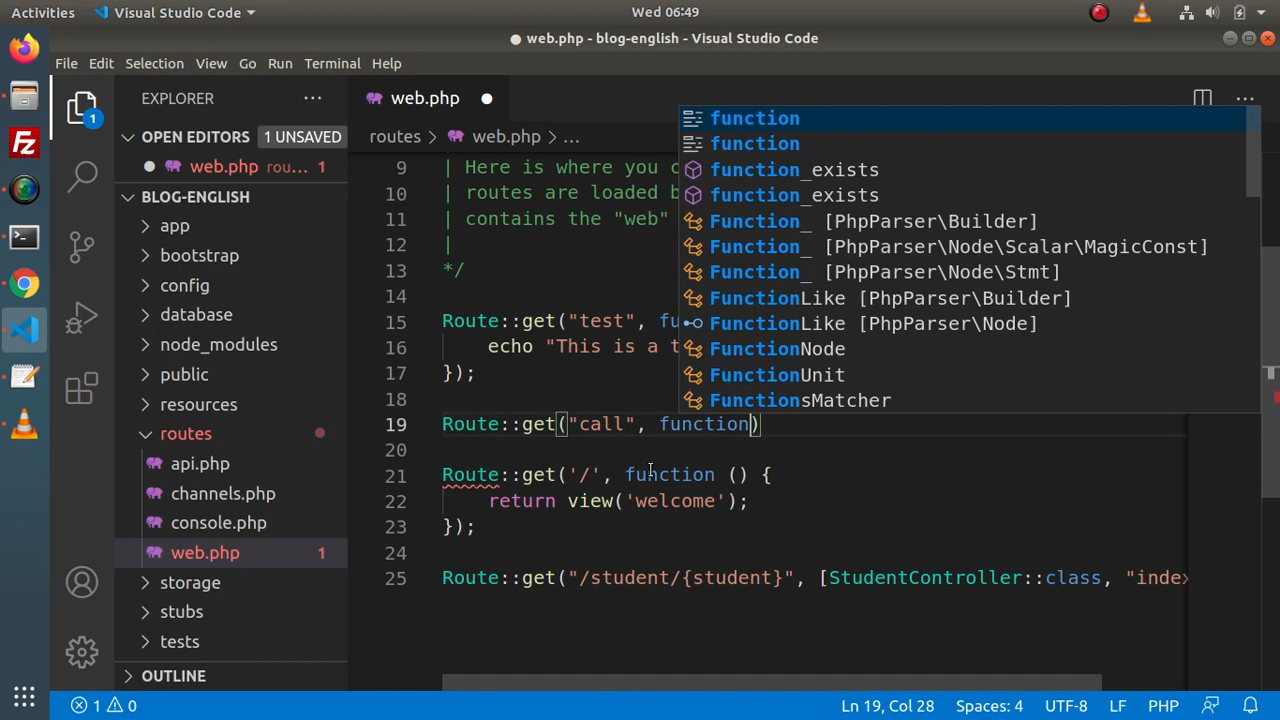 Activities Visual Studio Code Wed 06:49
● web.php - blog-english - Visual Studio Code
File Edit Selection View Go Run Terminal Help
EXPLORER ··· web.php ● ···
1
OPEN EDITORS 1 UNSAVED
routes > web.php > ...
● web.php rou... 1
BLOG-ENGLISH
app
bootstrap
config
database
node_modules
public
resources
routes
api.php
channels.php
console.php
web.php 1
storage
stubs
tests
OUTLINE
9 | Here is where you c
10 | routes are loaded b
11 | contains the "web"
12 |
13 */
14
15 Route::get("test", fu
16 echo "This is a t
17 });
18
19 Route::get("call", function)
20
21 Route::get('/', function () {
22 return view('welcome');
23 });
24
25 Route::get("/student/{student}", [StudentController::class, "index
function
function
function_exists
function_exists
Function_ [PhpParser\Builder]
Function_ [PhpParser\Node\Scalar\MagicConst]
Function_ [PhpParser\Node\Stmt]
FunctionLike [PhpParser\Builder]
FunctionLike [PhpParser\Node]
FunctionNode
FunctionUnit
FunctionsMatcher
1 0 Ln 19, Col 28 Spaces: 4 UTF-8 LF PHP